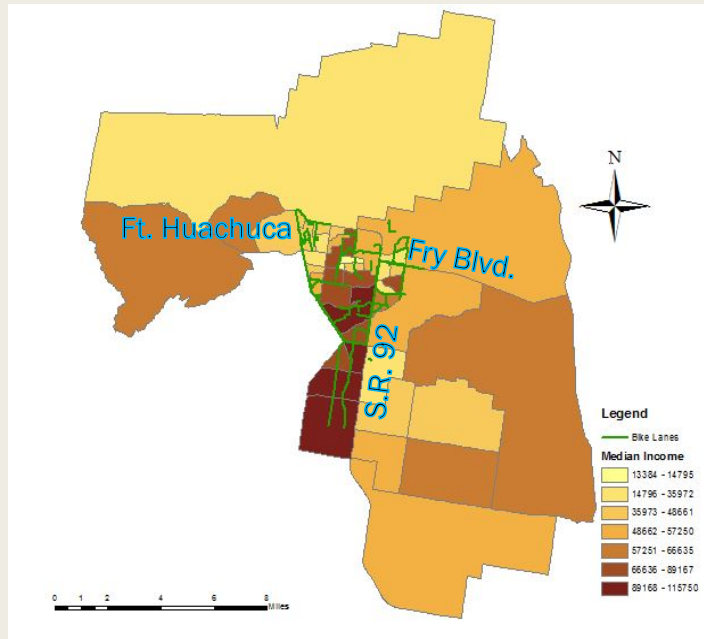 N
Ft. Huachuca
Fry Blvd.
S.R. 92
Legend
Bike Lanes
Median Income
13384 - 14795
14796 - 35972
35973 - 48661
48662 - 57250
57251 - 66635
66636 - 89167
89168 - 115750
0 2 4 6 8
Miles